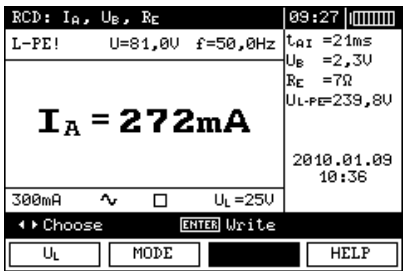 RCD: IA, UB, RE 09:27
L-PE! U=81,0V f=50,0Hz
tAI =21ms
UB =2,3V
RE =7Ω
UL-PE=239,8V
IA = 272mA
2010.01.09
10:36
300mA UL=25V
Choose ENTER Write
UL MODE HELP